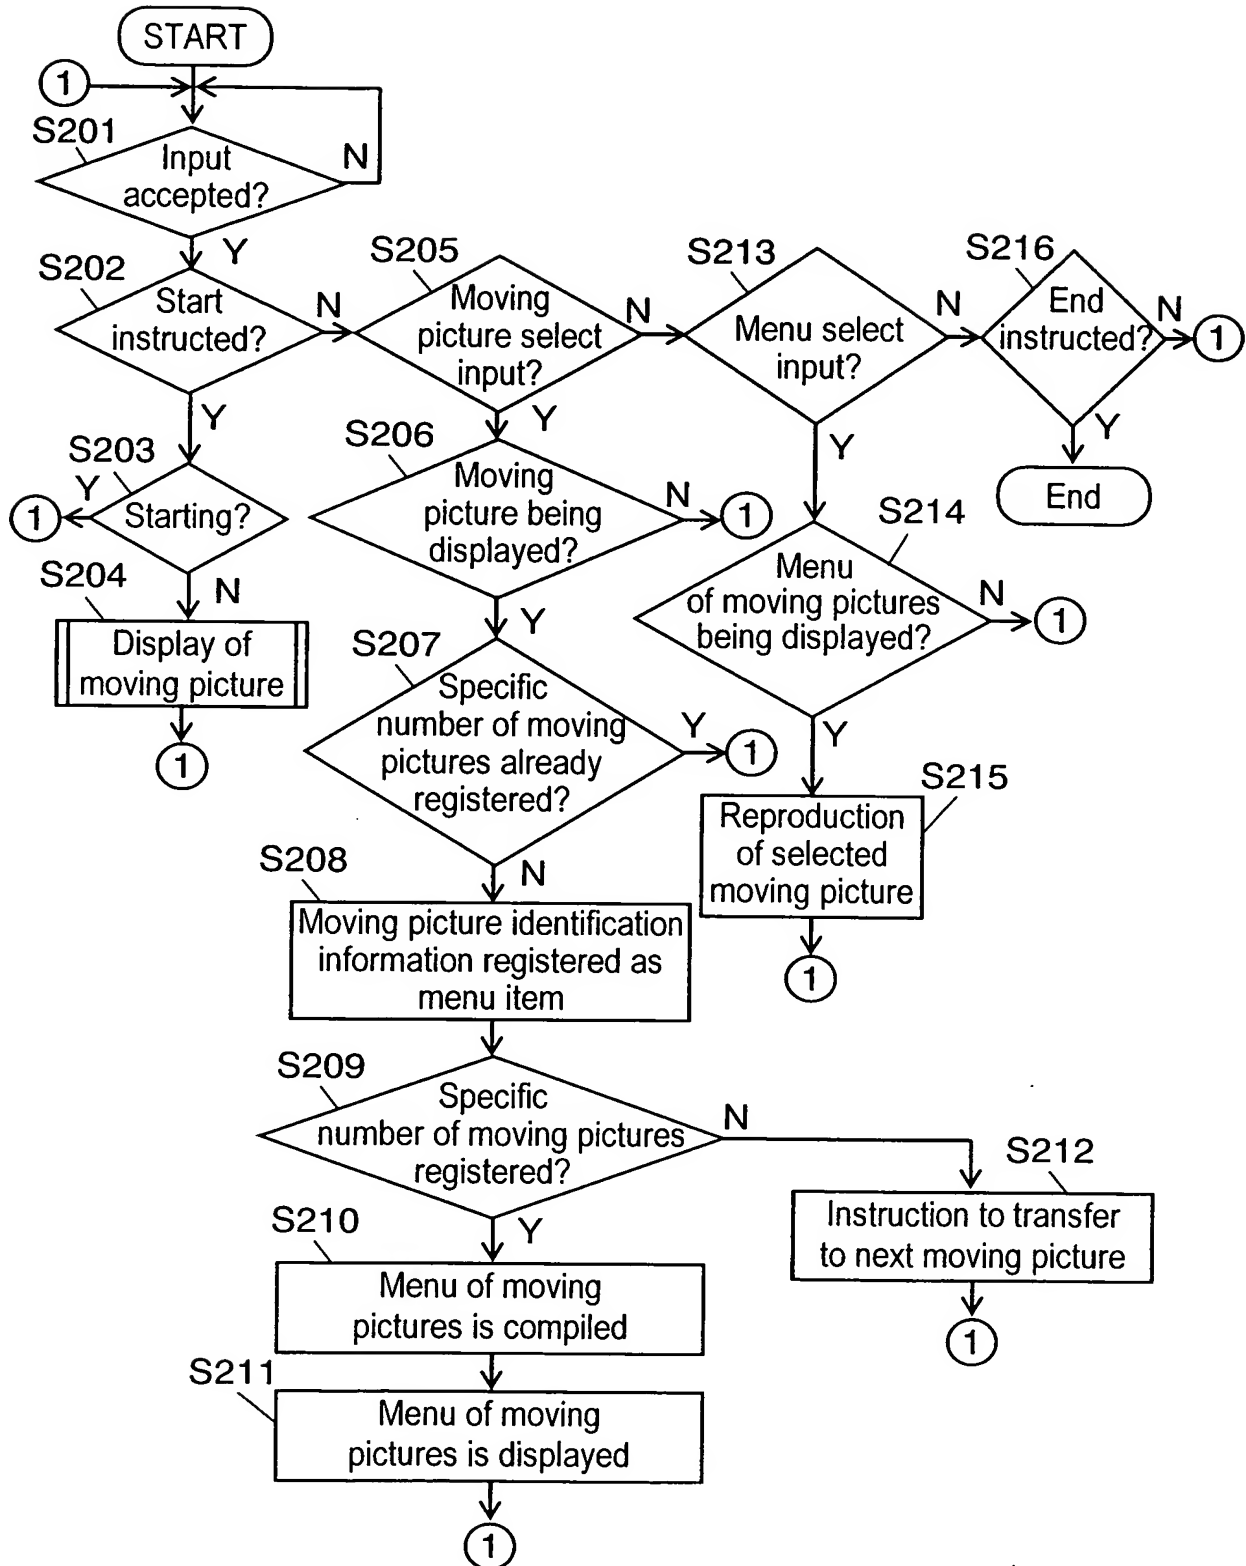 START
1
S201
Input
accepted?
N
Y
S202
Start
instructed?
N
Y
S203
Starting?
Y
1
N
S204
Display of
moving picture
1
S205
Moving
picture select
input?
N
Y
S206
Moving
picture being
displayed?
N
1
Y
S207
Specific
number of moving
pictures already
registered?
Y
1
N
S208
Moving picture identification
information registered as
menu item
S209
Specific
number of moving pictures
registered?
N
Y
S210
Menu of moving
pictures is compiled
S211
Menu of moving
pictures is displayed
1
S212
Instruction to transfer
to next moving picture
1
S213
Menu select
input?
N
Y
S214
Menu
of moving pictures
being displayed?
N
1
Y
S215
Reproduction
of selected
moving picture
1
S216
End
instructed?
N
1
Y
End